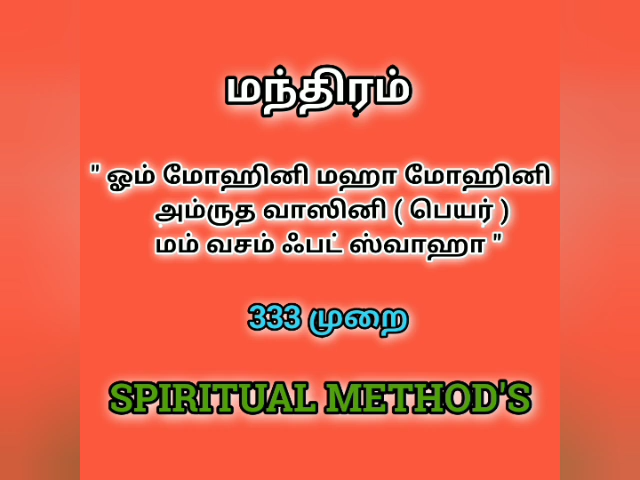 மந்திரம்
" ஓம் மோஹினி மஹா மோஹினி
அம்ருத வாஸினி ( பெயர் )
மம் வசம் ஃபட் ஸ்வாஹா "
333 முறை
SPIRITUAL METHOD'S